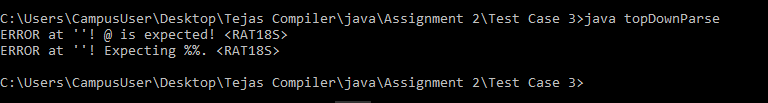 C:\Users\CampusUser\Desktop\Tejas Compiler\java\Assignment 2\Test Case 3>java topDownParse
ERROR at ''! @ is expected! <RAT18S>
ERROR at ''! Expecting %%. <RAT18S>
C:\Users\CampusUser\Desktop\Tejas Compiler\java\Assignment 2\Test Case 3>